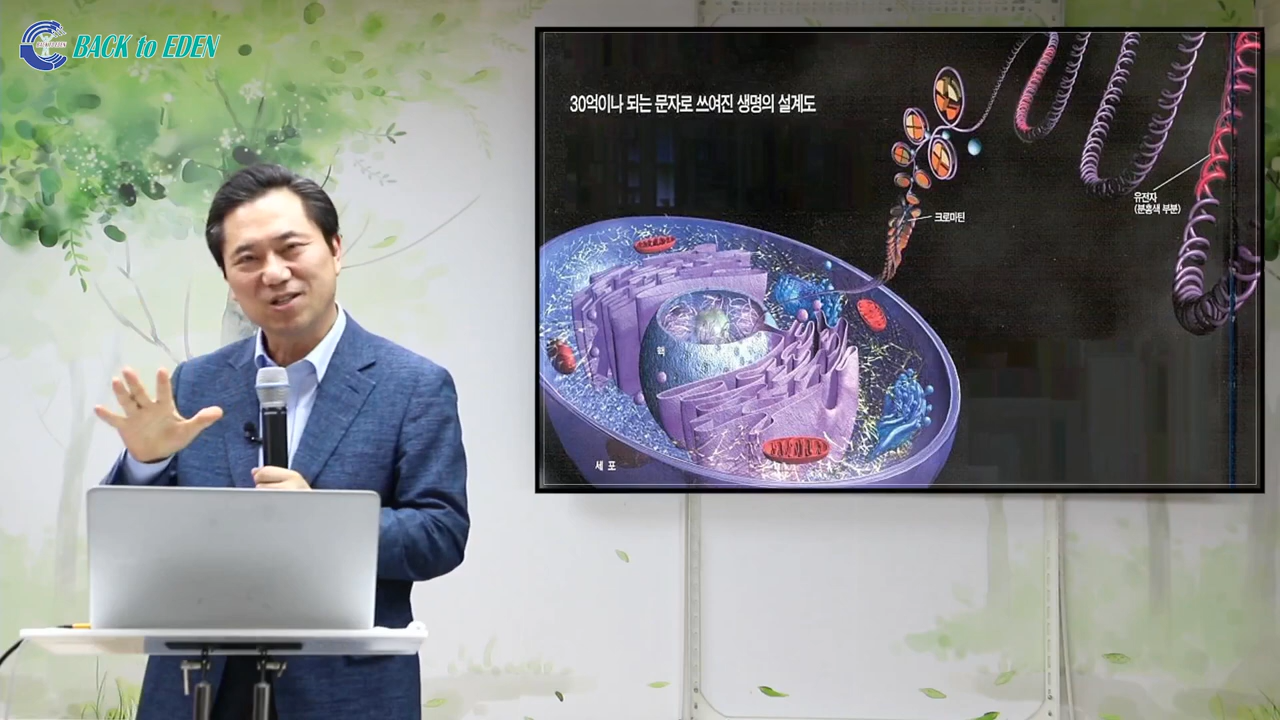 BACK to EDEN
30억이나 되는 문자로 쓰여진 생명의 설계도
크로마틴
유전자
(분홍색 부분)
핵
세 포